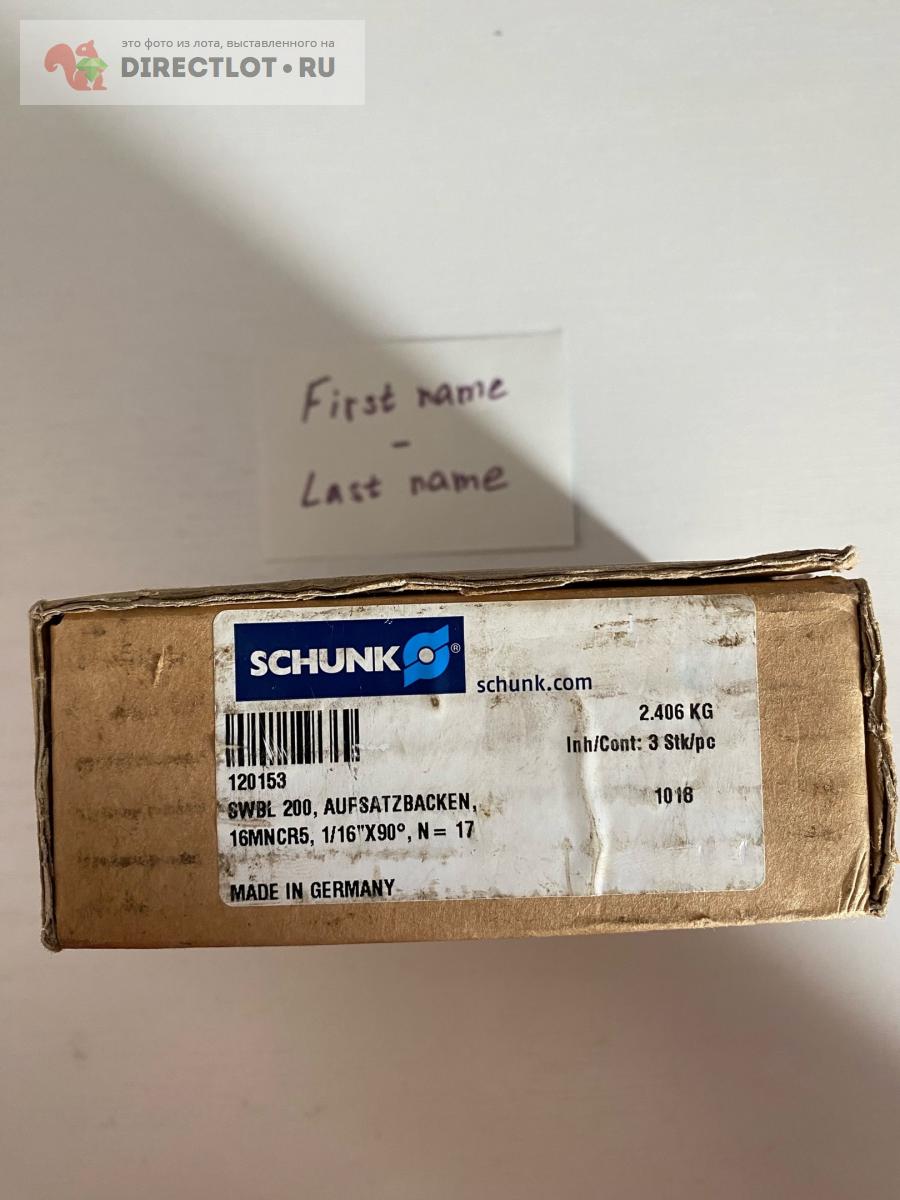 это фото из лота, выставленного на
DIRECTLOT•RU
First name
-
Last name
SCHUNK ®
schunk.com
2.406 KG
Inh/Cont: 3 Stk/pc
120153
SWBL 200, AUFSATZBACKEN,
1018
16MNCR5, 1/16"X90°, N = 17
MADE IN GERMANY